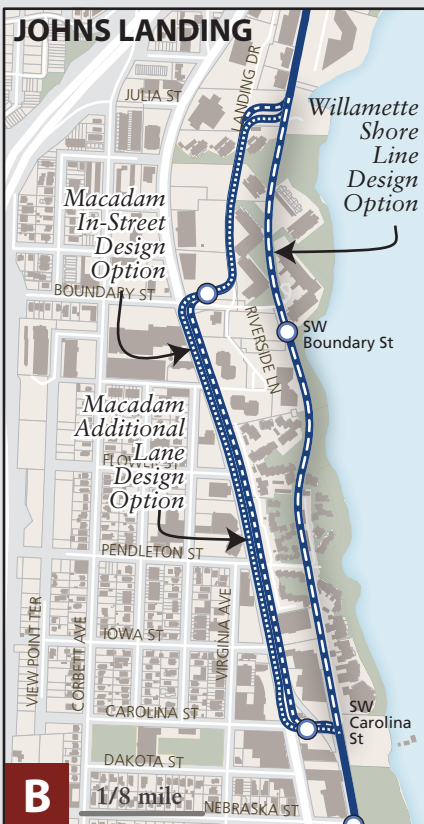 JOHNS LANDING
JULIA ST
LANDING DR
Willamette
Shore
Line
Design
Option
Macadam
In-Street
Design
Option
BOUNDARY ST
RIVERSIDE LN
SW
Boundary St
Macadam
Additional
Lane
Design
Option
FLOWER ST
PENDLETON ST
VIEW POINT TER
CORBETT AVE
IOWA ST
VIRGINIA AVE
CAROLINA ST
SW
Carolina
St
DAKOTA ST
B
1/8 mile
NEBRASKA ST